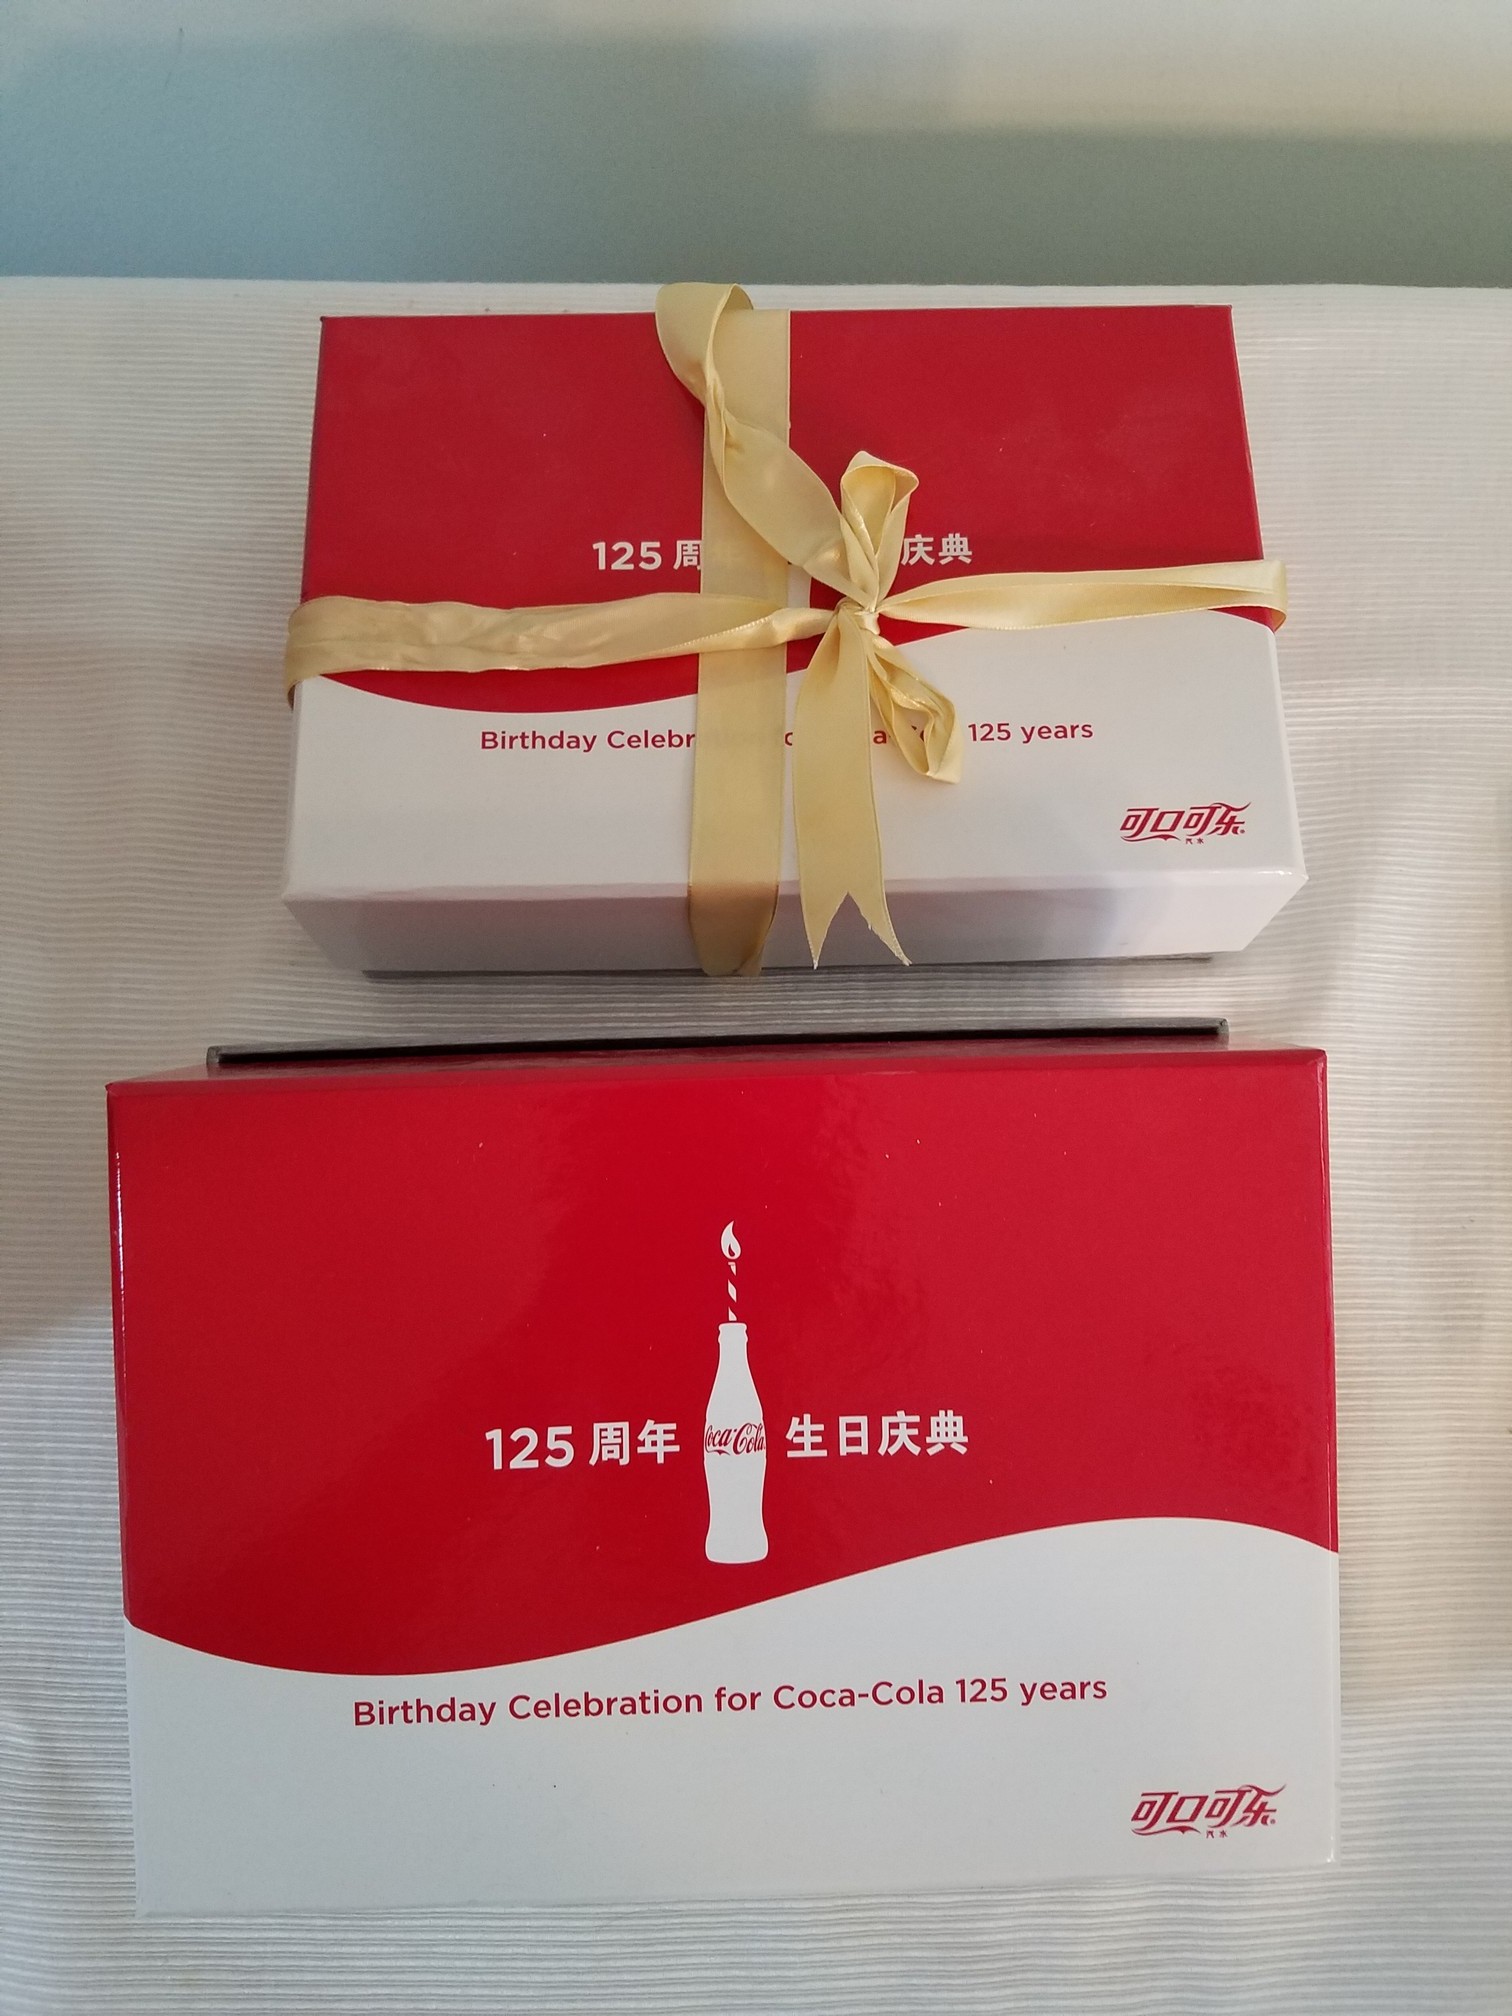 125 周
庆典
Birthday Celebr
125 years
可口可乐
汽水
125 周年
Coca-Cola
生日庆典
Birthday Celebration for Coca-Cola 125 years
可口可乐
汽水